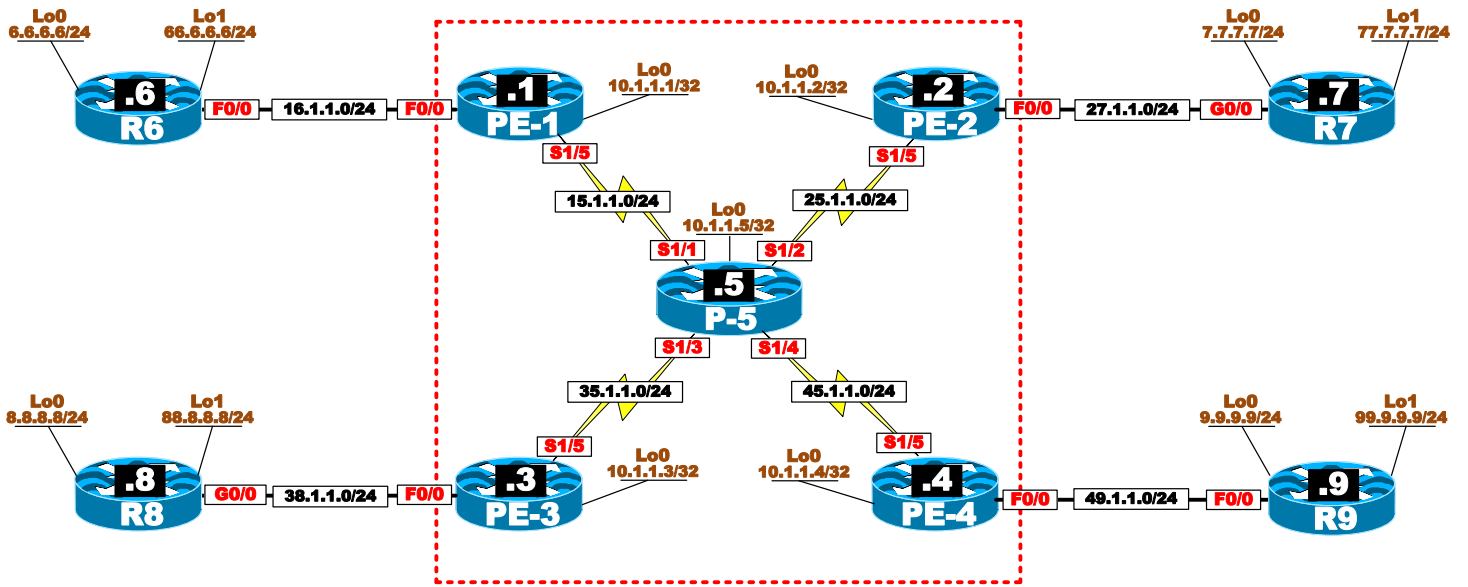 Lo0
6.6.6.6/24
Lo1
66.6.6.6/24
.6
R6
F0/0
16.1.1.0/24
F0/0
.1
PE-1
Lo0
10.1.1.1/32
S1/5
15.1.1.0/24
S1/1
Lo0
10.1.1.2/32
.2
PE-2
S1/5
25.1.1.0/24
S1/2
F0/0
27.1.1.0/24
G0/0
Lo0
7.7.7.7/24
Lo1
77.7.7.7/24
.7
R7
Lo0
10.1.1.5/32
.5
P-5
S1/3
35.1.1.0/24
S1/5
S1/4
45.1.1.0/24
S1/5
Lo0
8.8.8.8/24
Lo1
88.8.8.8/24
.8
R8
G0/0
38.1.1.0/24
F0/0
.3
PE-3
Lo0
10.1.1.3/32
Lo0
10.1.1.4/32
.4
PE-4
F0/0
49.1.1.0/24
F0/0
Lo0
9.9.9.9/24
Lo1
99.9.9.9/24
.9
R9